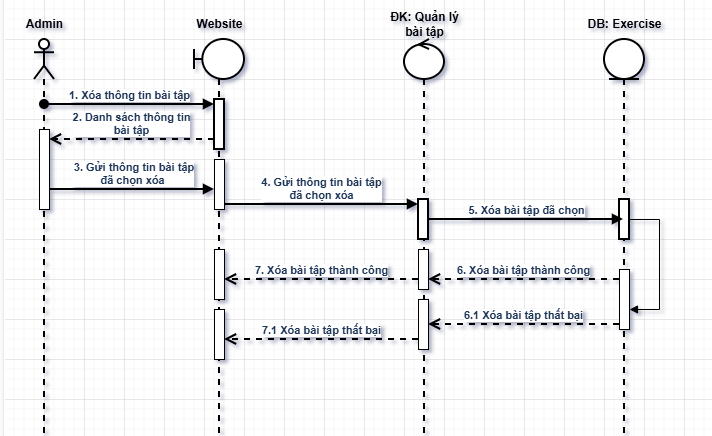 Admin
Website
ĐK: Quản lý
bài tập
DB: Exercise
1. Xóa thông tin bài tập
2. Danh sách thông tin
bài tập
3. Gửi thông tin bài tập
đã chọn xóa
4. Gửi thông tin bài tập
đã chọn xóa
5. Xóa bài tập đã chọn
7. Xóa bài tập thành công
6. Xóa bài tập thành công
6.1 Xóa bài tập thất bại
7.1 Xóa bài tập thất bại